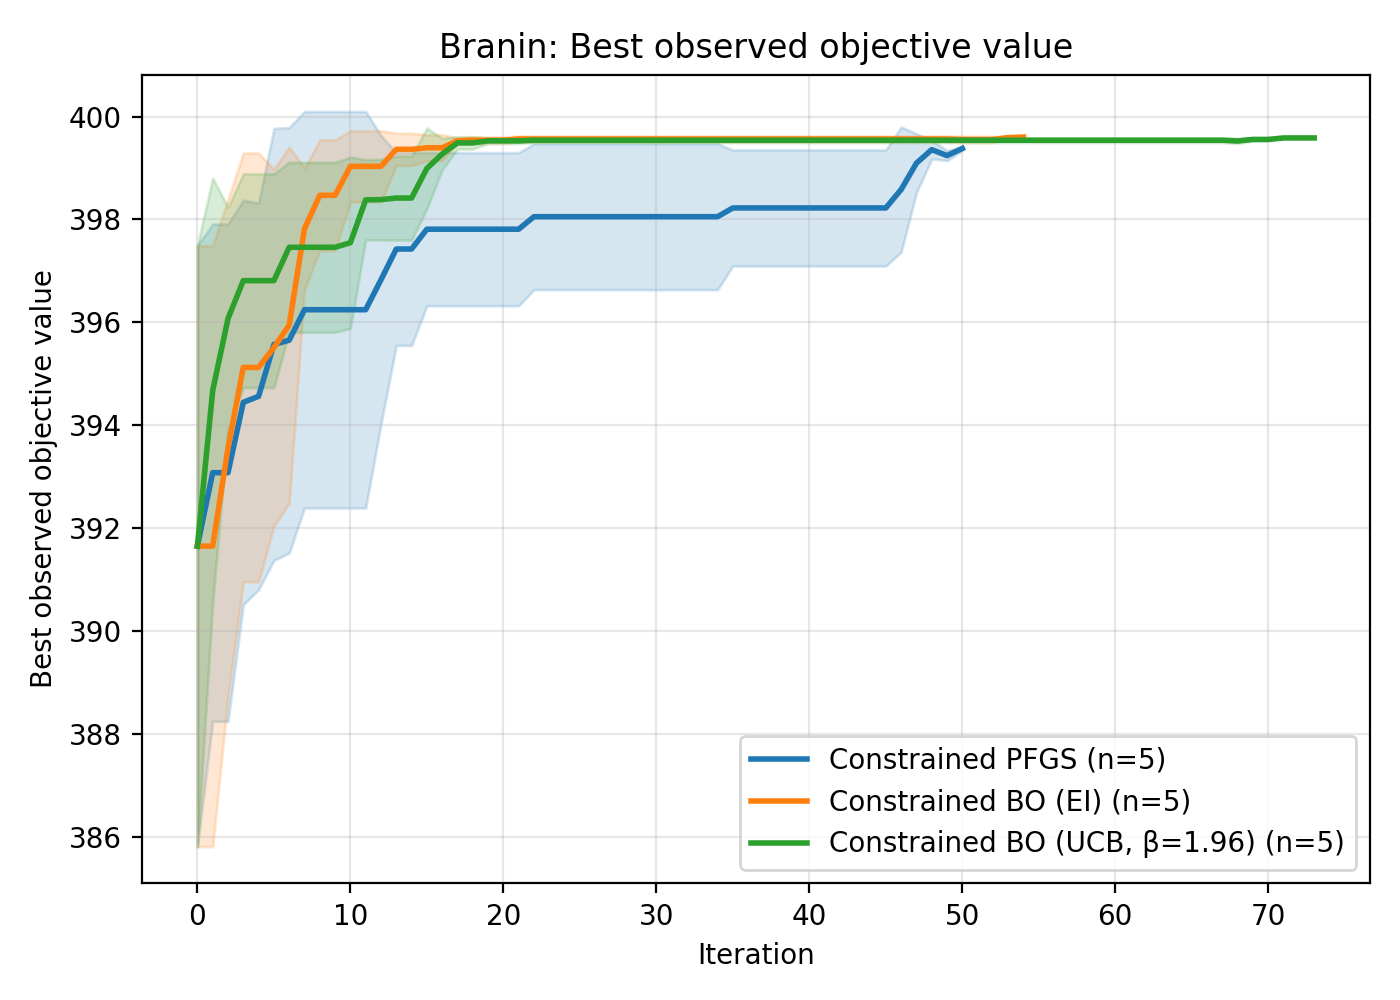 Branin: Best observed objective value
Best observed objective value
400
398
396
394
392
390
388
386
Constrained PFGS (n=5)
Constrained BO (EI) (n=5)
Constrained BO (UCB, β=1.96) (n=5)
0 10 20 30 40 50 60 70
Iteration